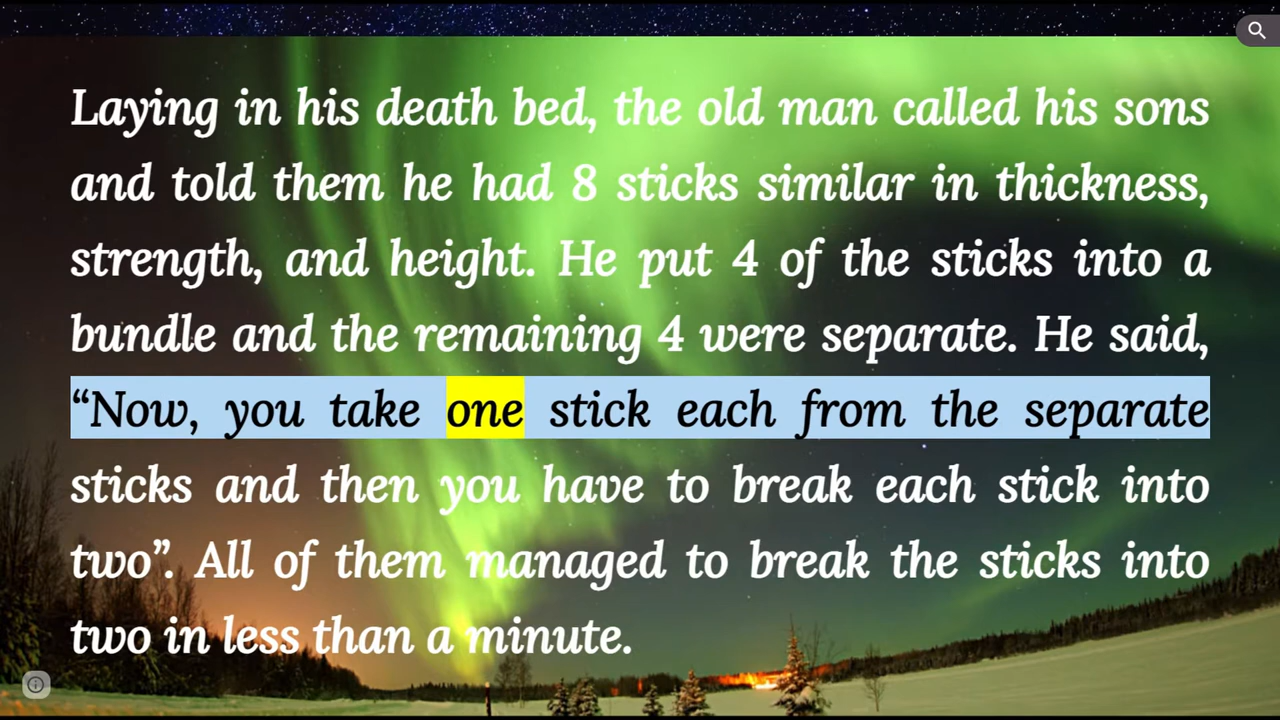 Laying in his death bed, the old man called his sons
and told them he had 8 sticks similar in thickness,
strength, and height. He put 4 of the sticks into a
bundle and the remaining 4 were separate. He said,
“Now, you take one stick each from the separate
sticks and then you have to break each stick into
two”. All of them managed to break the sticks into
two in less than a minute.